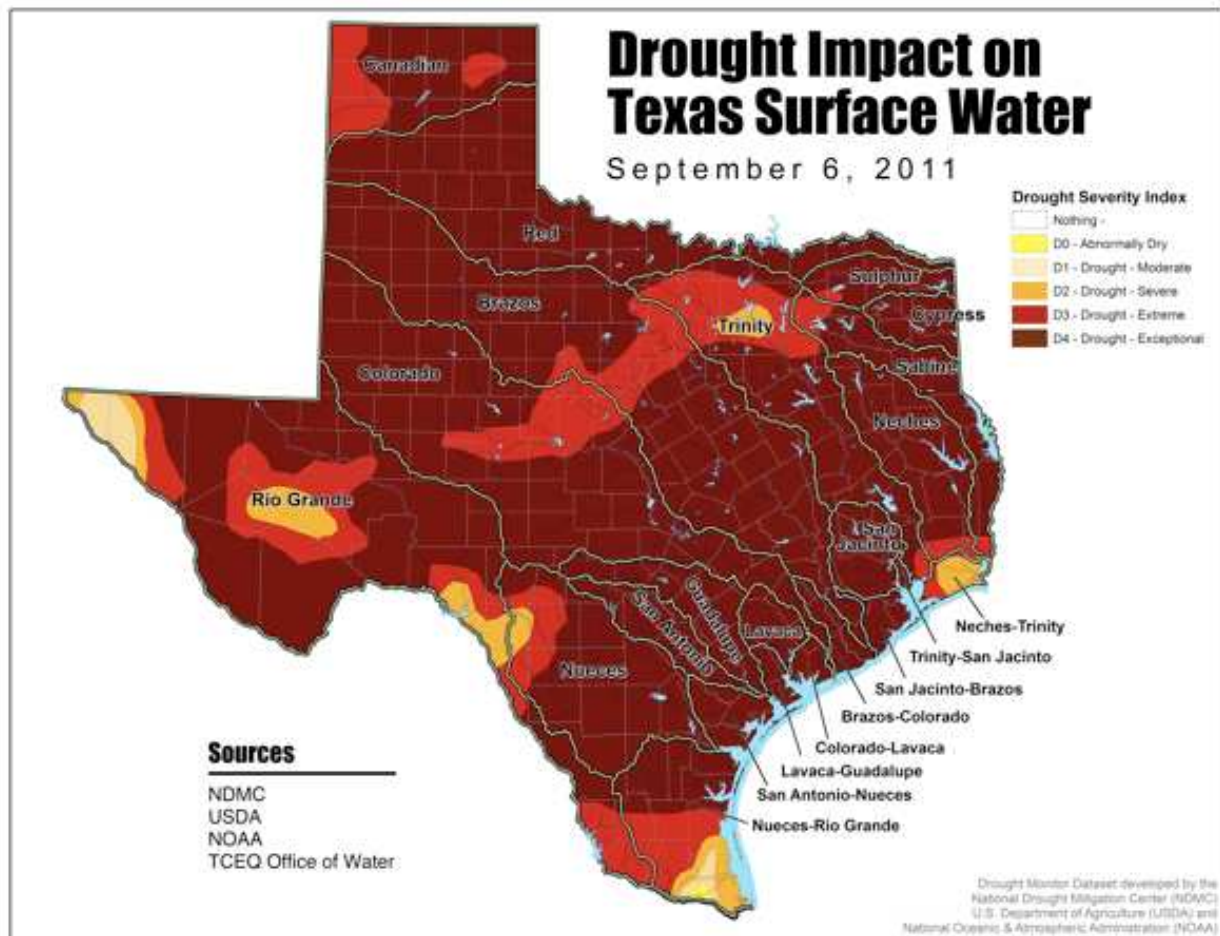 Drought Impact on
Texas Surface Water
September 6, 2011
Drought Severity Index
Nothing -
D0 - Abnormally Dry
D1 - Drought - Moderate
D2 - Drought - Severe
D3 - Drought - Extreme
D4 - Drought - Exceptional
Canadian
Red
Sulphur
Brazos
Trinity
Cypress
Sabine
Colorado
Neches
Rio Grande
San
Jacinto
Guadalupe
San Antonio
Lavaca
Nueces
Neches-Trinity
Trinity-San Jacinto
San Jacinto-Brazos
Brazos-Colorado
Colorado-Lavaca
Lavaca-Guadalupe
San Antonio-Nueces
Nueces-Rio Grande
Sources
NDMC
USDA
NOAA
TCEQ Office of Water
Drought Monitor Dataset developed by the
National Drought Mitigation Center (NDMC)
U.S. Department of Agriculture (USDA) and
National Oceanic & Atmospheric Administration (NOAA)